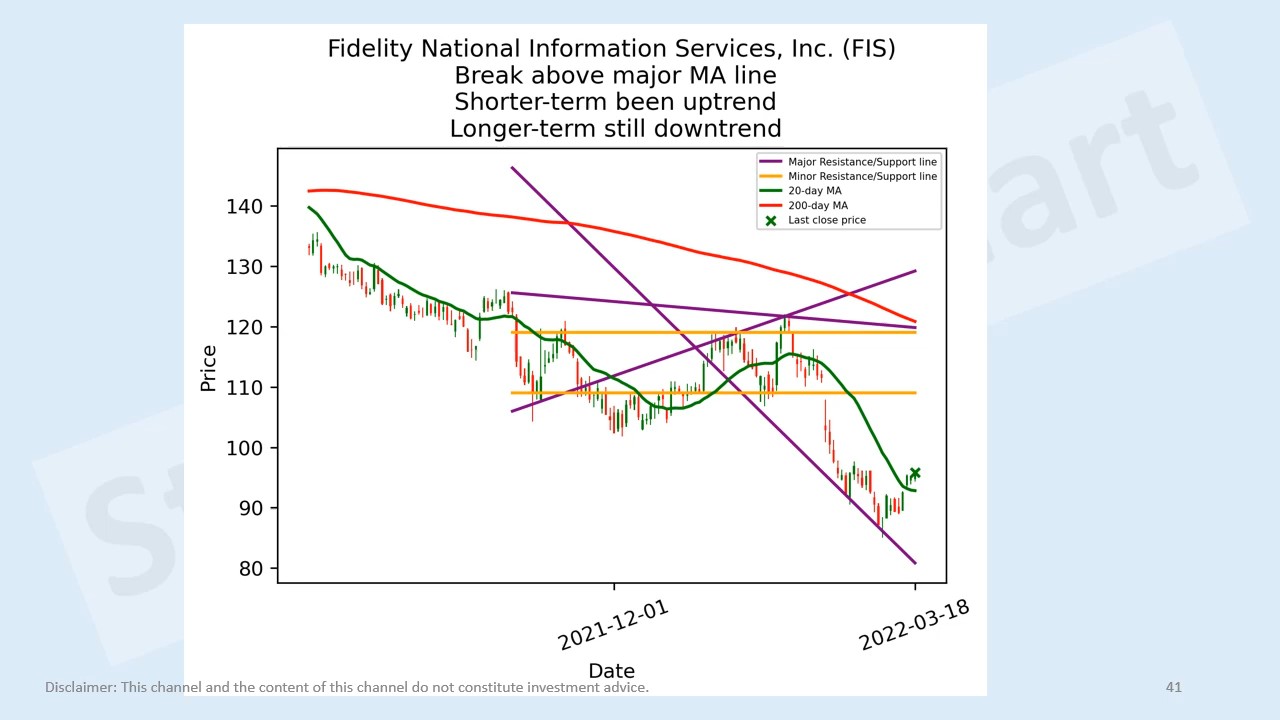 Fidelity National Information Services, Inc. (FIS)
Break above major MA line
Shorter-term been uptrend
Longer-term still downtrend
Major Resistance/Support line
Minor Resistance/Support line
20-day MA
200-day MA
Last close price
140
130
120
110
100
90
80
Price
2021-12-01
2022-03-18
Date
Disclaimer: This channel and the content of this channel do not constitute investment advice.
41